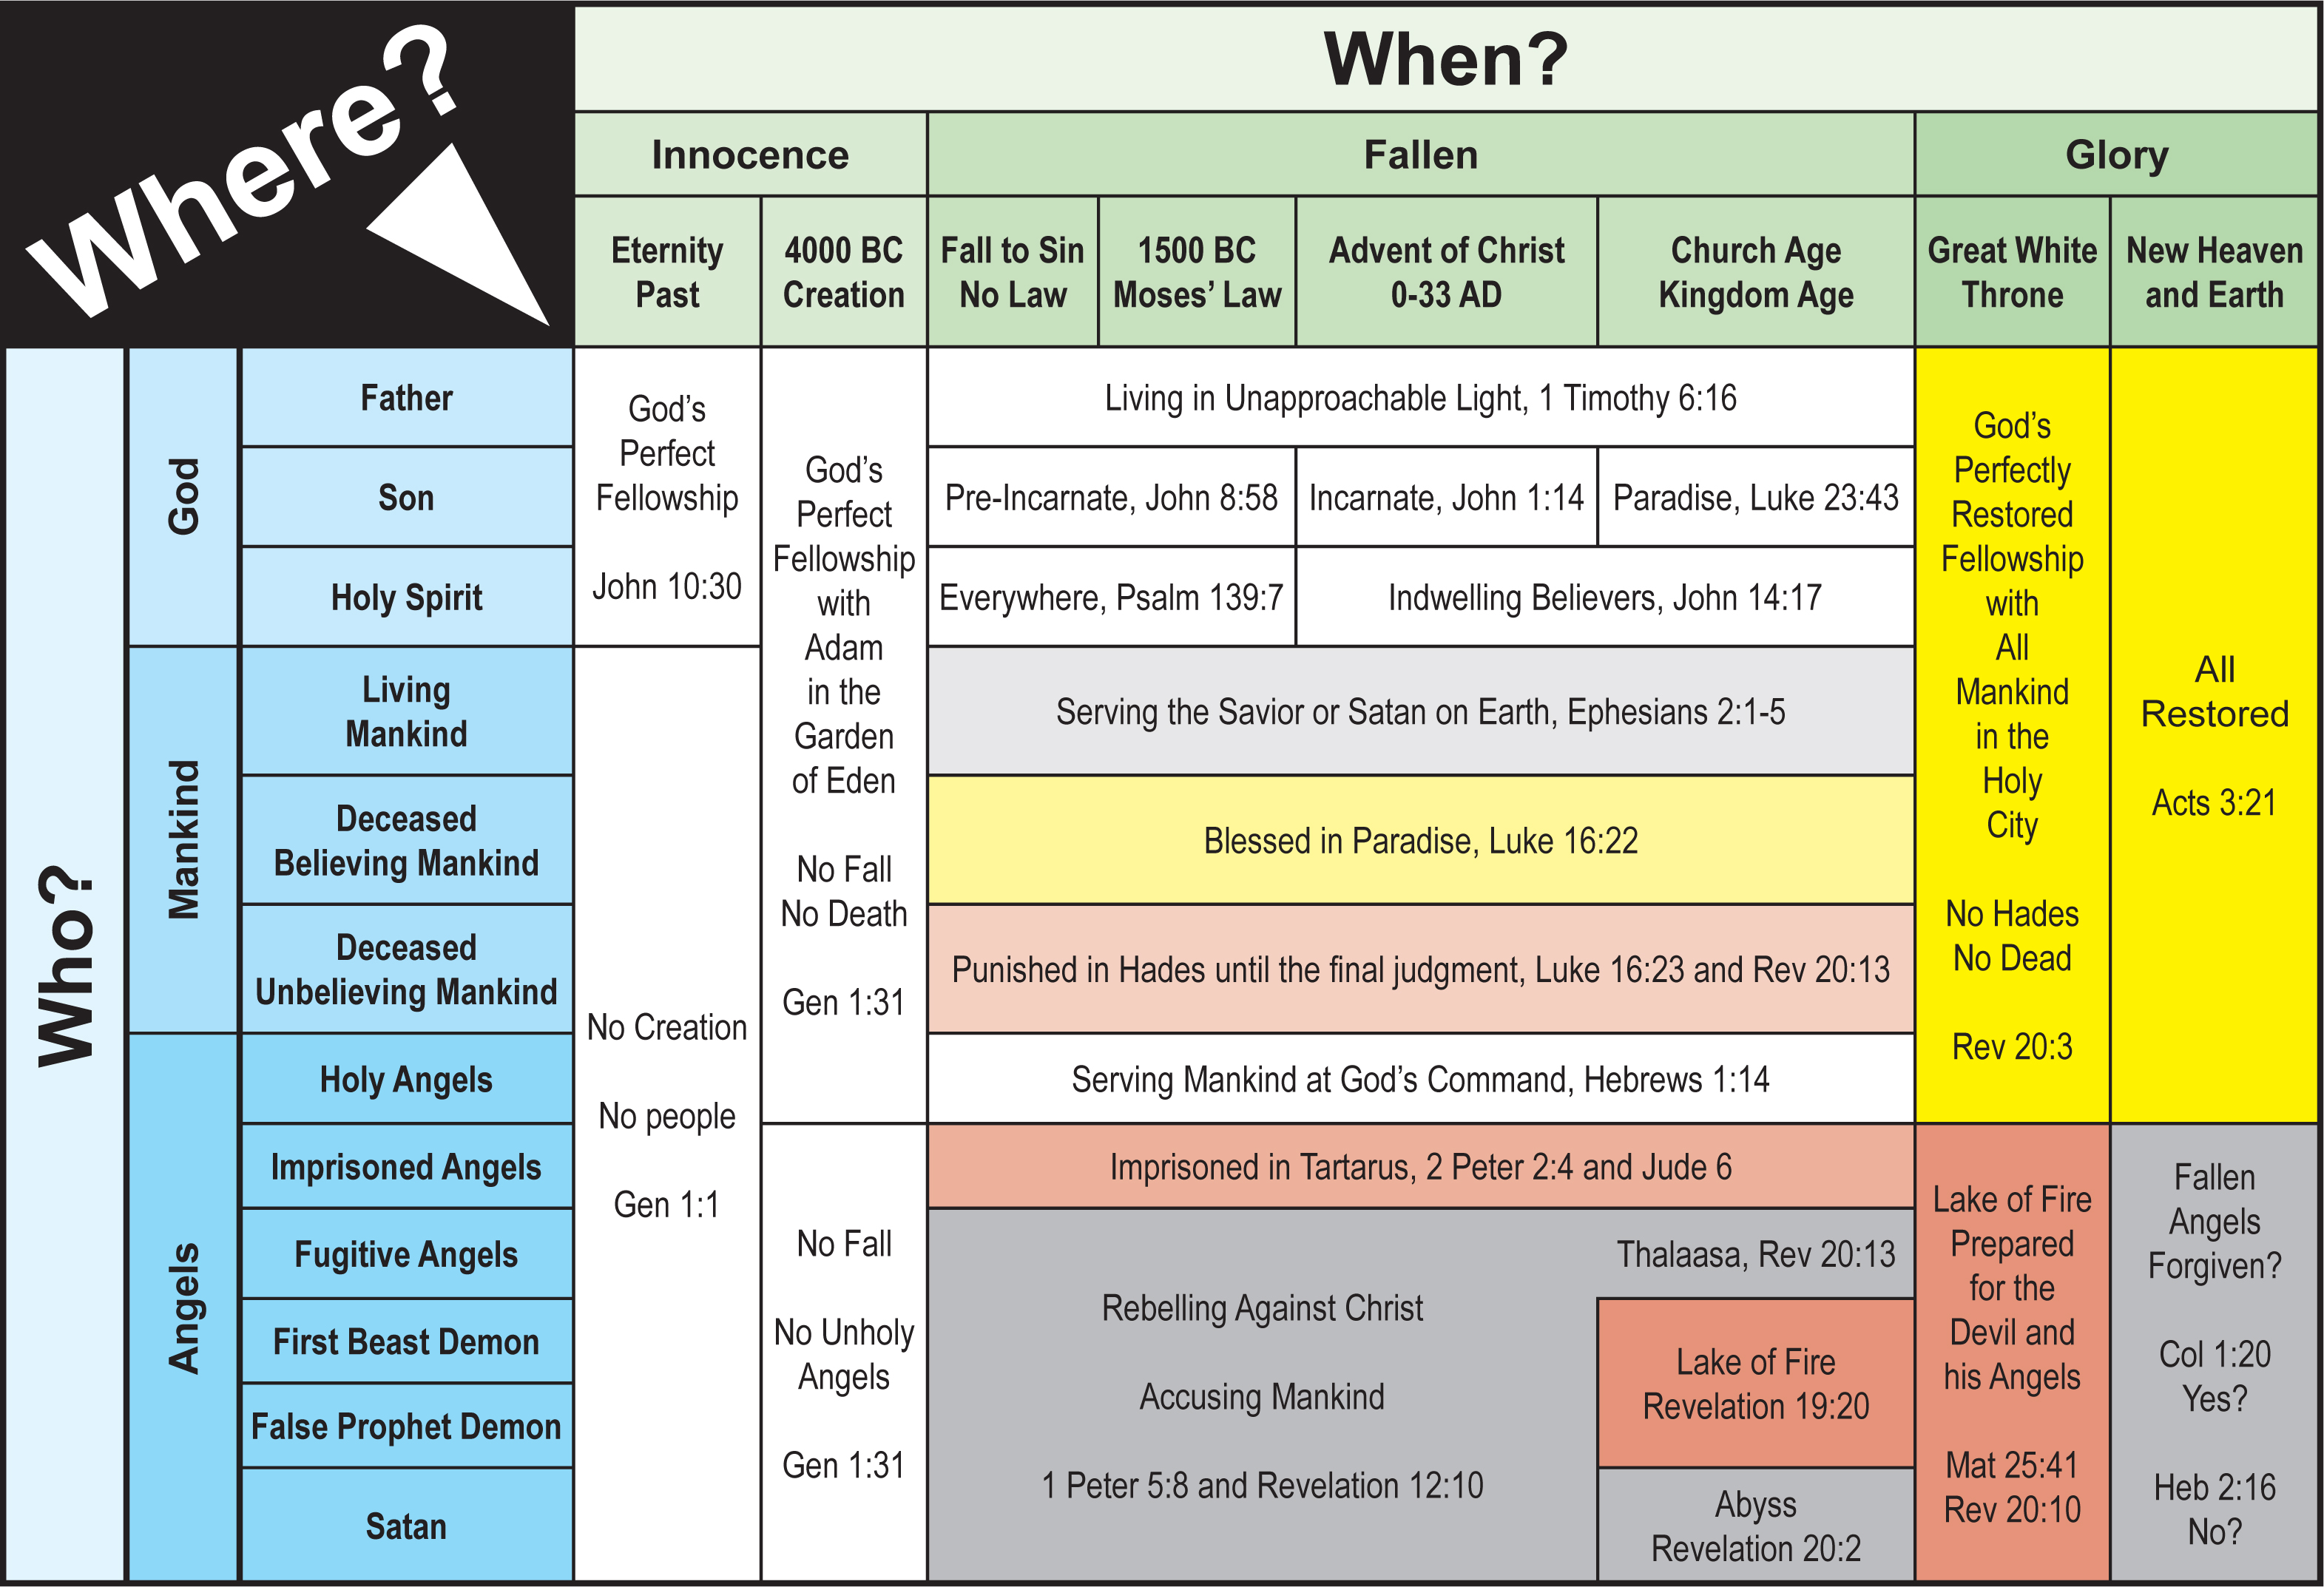 Where?
When?
Innocence
Fallen
Glory
Eternity
Past
4000 BC
Creation
Fall to Sin
No Law
1500 BC
Moses’ Law
Advent of Christ
0-33 AD
Church Age
Kingdom Age
Great White
Throne
New Heaven
and Earth
Who?
God
Father
Son
Holy Spirit
Mankind
Living
Mankind
Deceased
Believing Mankind
Deceased
Unbelieving Mankind
Angels
Holy Angels
Imprisoned Angels
Fugitive Angels
First Beast Demon
False Prophet Demon
Satan
God’s
Perfect
Fellowship
John 10:30
No Creation
No people
Gen 1:1
God’s
Perfect
Fellowship
with
Adam
in the
Garden
of Eden
No Fall
No Death
Gen 1:31
No Fall
No Unholy
Angels
Gen 1:31
Living in Unapproachable Light, 1 Timothy 6:16
Pre-Incarnate, John 8:58
Incarnate, John 1:14
Paradise, Luke 23:43
Everywhere, Psalm 139:7
Indwelling Believers, John 14:17
Serving the Savior or Satan on Earth, Ephesians 2:1-5
Blessed in Paradise, Luke 16:22
Punished in Hades until the final judgment, Luke 16:23 and Rev 20:13
Serving Mankind at God’s Command, Hebrews 1:14
Imprisoned in Tartarus, 2 Peter 2:4 and Jude 6
Thalaasa, Rev 20:13
Rebelling Against Christ
Accusing Mankind
1 Peter 5:8 and Revelation 12:10
Lake of Fire
Revelation 19:20
Abyss
Revelation 20:2
God’s
Perfectly
Restored
Fellowship
with
All
Mankind
in the
Holy
City
No Hades
No Dead
Rev 20:3
Lake of Fire
Prepared
for the
Devil and
his Angels
Mat 25:41
Rev 20:10
All
Restored
Acts 3:21
Fallen
Angels
Forgiven?
Col 1:20
Yes?
Heb 2:16
No?